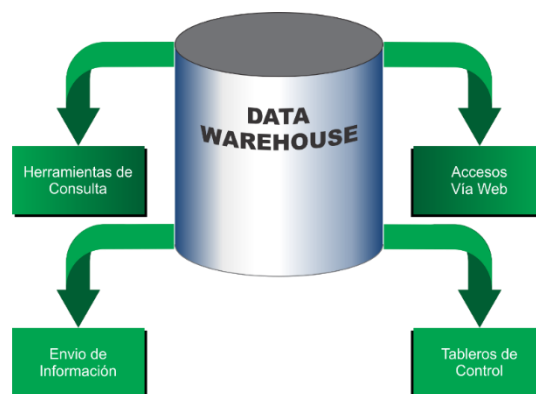 DATA
WAREHOUSE
Herramientas de
Consulta
Accesos
Vía Web
Envio de
Información
Tableros de
Control